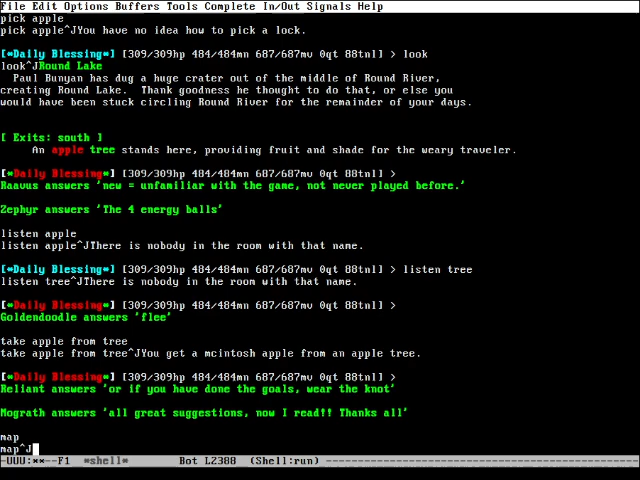 File Edit Options Buffers Tools Complete In/Out Signals Help
pick apple
pick apple^JYou have no idea how to pick a lock.
[*Daily Blessing*] [309/309hp 484/484mn 687/687mv 0qt 88tnl] > look
look^JRound Lake
Paul Bunyan has dug a huge crater out of the middle of Round River,
creating Round Lake.  Thank goodness he thought to do that, or else you
would have been stuck circling Round River for the remainder of your days.
[ Exits: south ]
An apple tree stands here, providing fruit and shade for the weary traveler.
[*Daily Blessing*] [309/309hp 484/484mn 687/687mv 0qt 88tnl] >
Raavus answers 'new = unfamiliar with the game, not never played before.'
Zephyr answers 'The 4 energy balls'
listen apple
listen apple^JThere is nobody in the room with that name.
[*Daily Blessing*] [309/309hp 484/484mn 687/687mv 0qt 88tnl] > listen tree
listen tree^JThere is nobody in the room with that name.
[*Daily Blessing*] [309/309hp 484/484mn 687/687mv 0qt 88tnl] >
Goldendoodle answers 'flee'
take apple from tree
take apple from tree^JYou get a mcintosh apple from an apple tree.
[*Daily Blessing*] [309/309hp 484/484mn 687/687mv 0qt 88tnl] >
Reliant answers 'or if you have done the goals, wear the knot'
Mograth answers 'all great suggestions, now I read!! Thanks all'
map
map^J
-UUU:**--F1  *shell*        Bot L2388  (Shell:run)